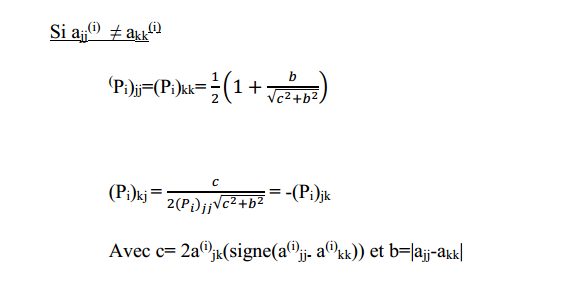 Si aⱼⱼ⁽ⁱ⁾ ≠ aₖₖ⁽ⁱ⁾
(Pᵢ)ⱼⱼ=(Pᵢ)ₖₖ= 1/2 (1 + b/√(c²+b²))
(Pᵢ)ₖⱼ = c/(2(Pᵢ)ⱼⱼ√(c²+b²)) = -(Pᵢ)ⱼₖ
Avec c= 2a⁽ⁱ⁾ⱼₖ(signe(a⁽ⁱ⁾ⱼⱼ- a⁽ⁱ⁾ₖₖ)) et b=|aⱼⱼ-aₖₖ|